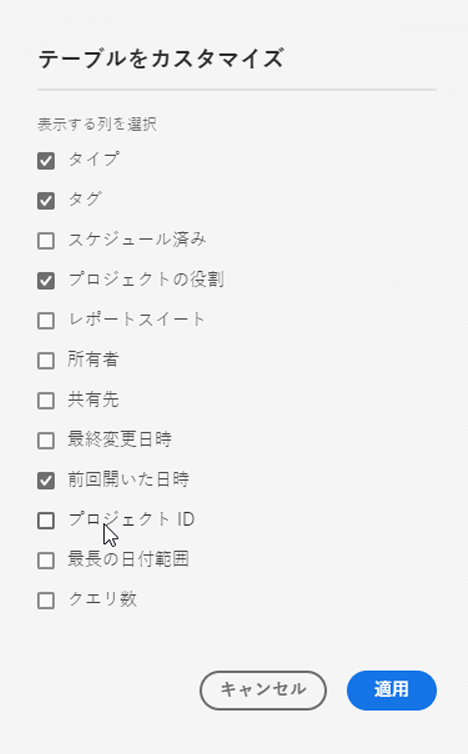 テーブルをカスタマイズ
表示する列を選択
タイプ
タグ
スケジュール済み
プロジェクトの役割
レポートスイート
所有者
共有先
最終変更日時
前回開いた日時
プロジェクト ID
最長の日付範囲
クエリ数
キャンセル 適用